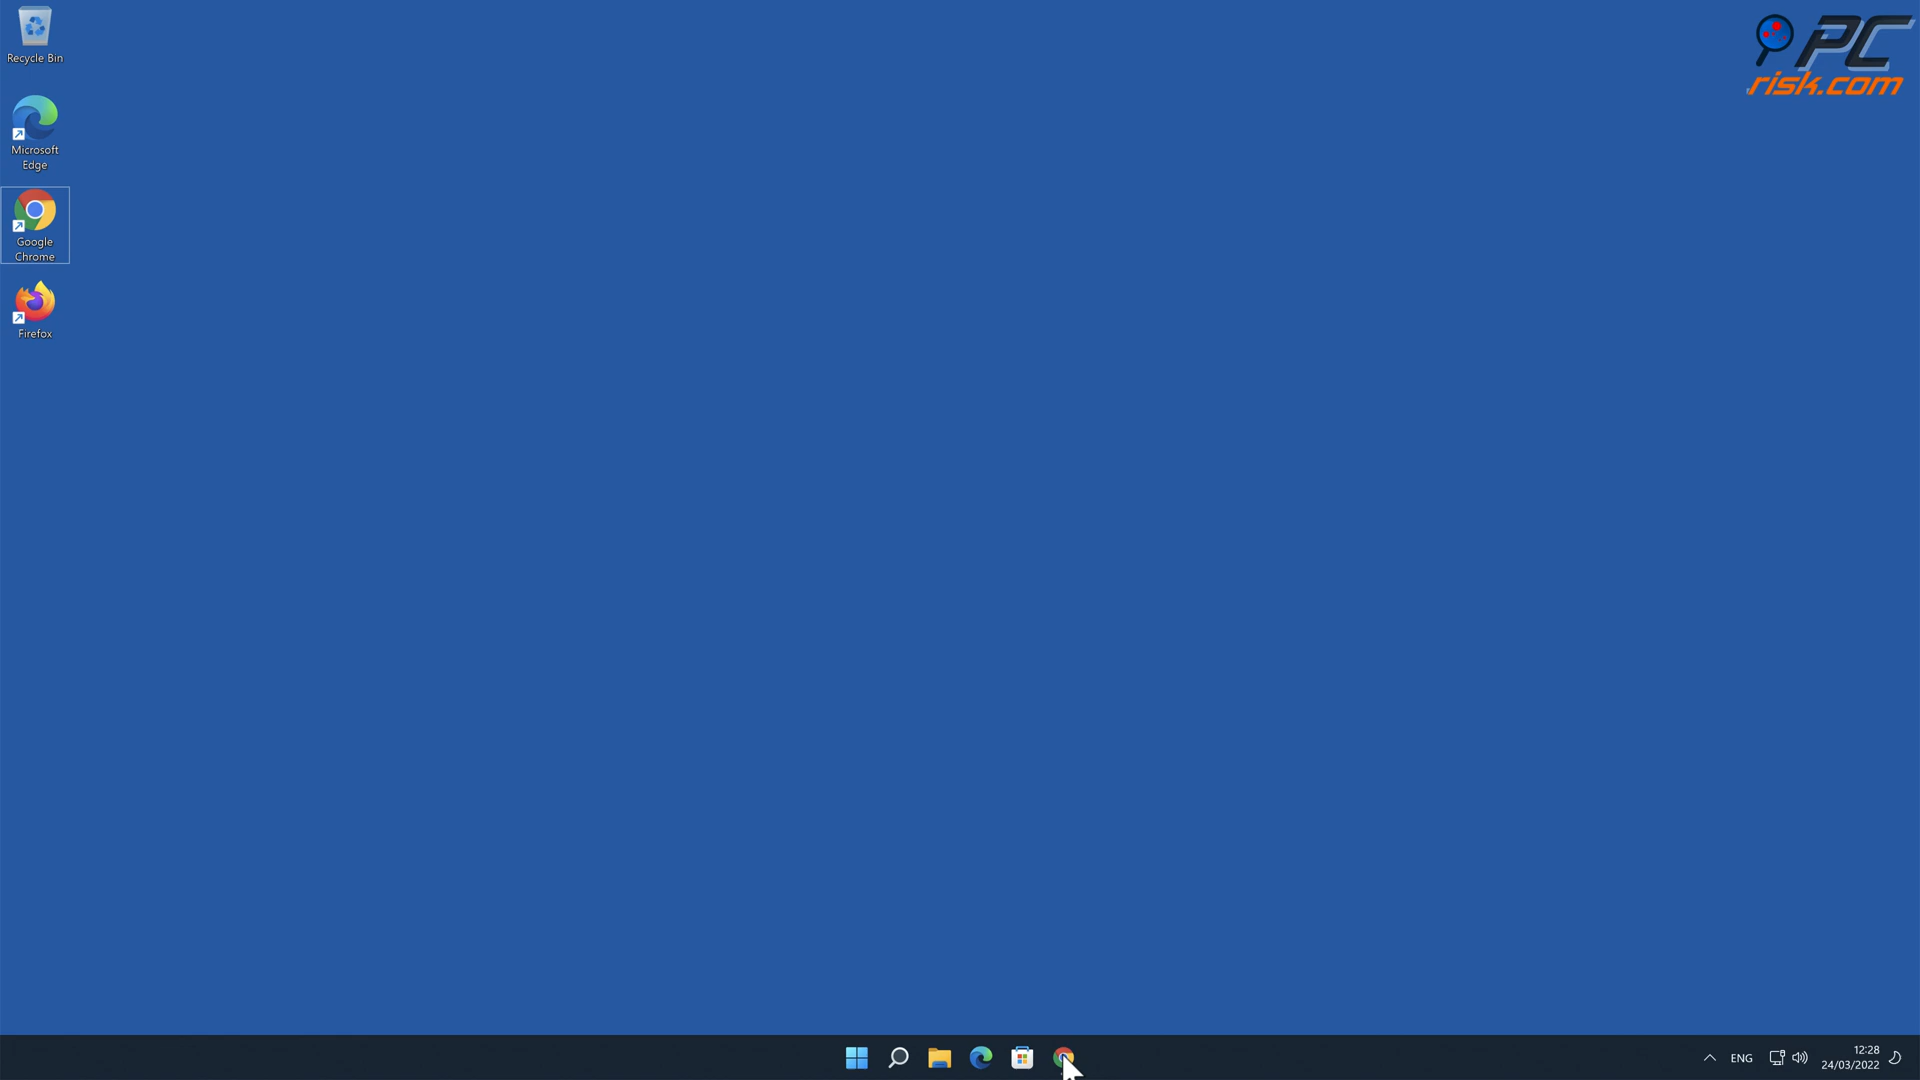 Recycle Bin
Microsoft
Edge
Google
Chrome
Firefox
PC
risk.com
ENG
12:28
24/03/2022